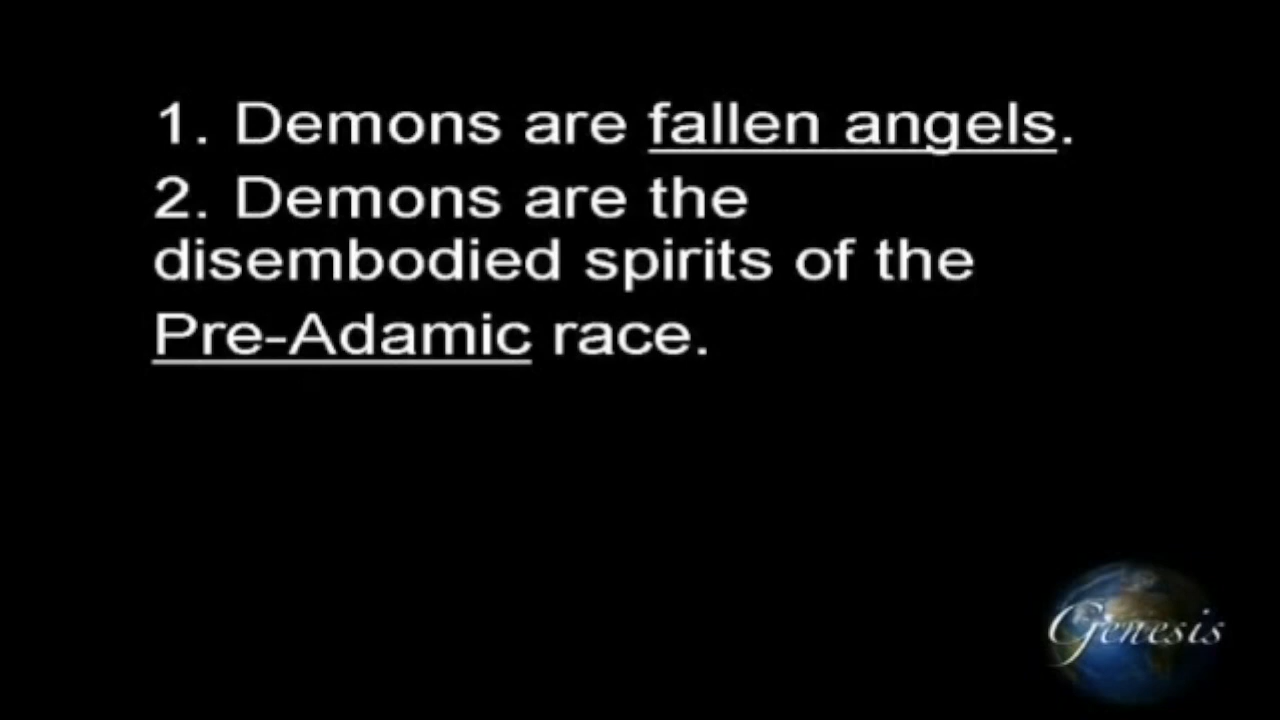 1. Demons are fallen angels.
2. Demons are the
disembodied spirits of the
Pre-Adamic race.
Genesis